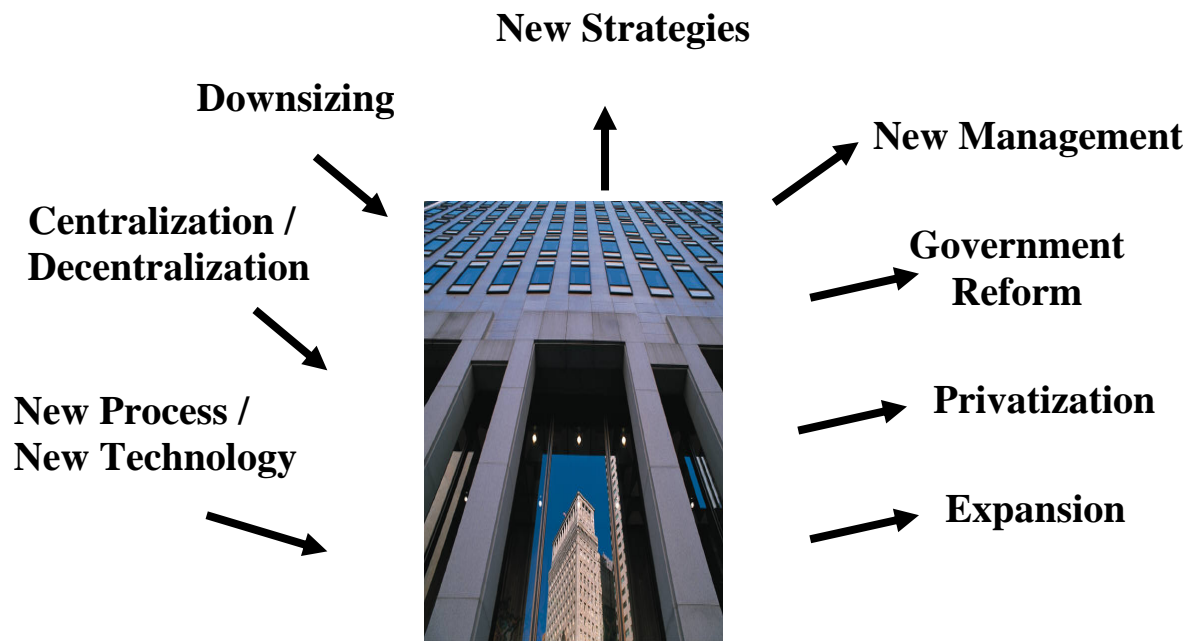 New Strategies
Downsizing
New Management
Centralization /
Decentralization
Government
Reform
New Process /
New Technology
Privatization
Expansion